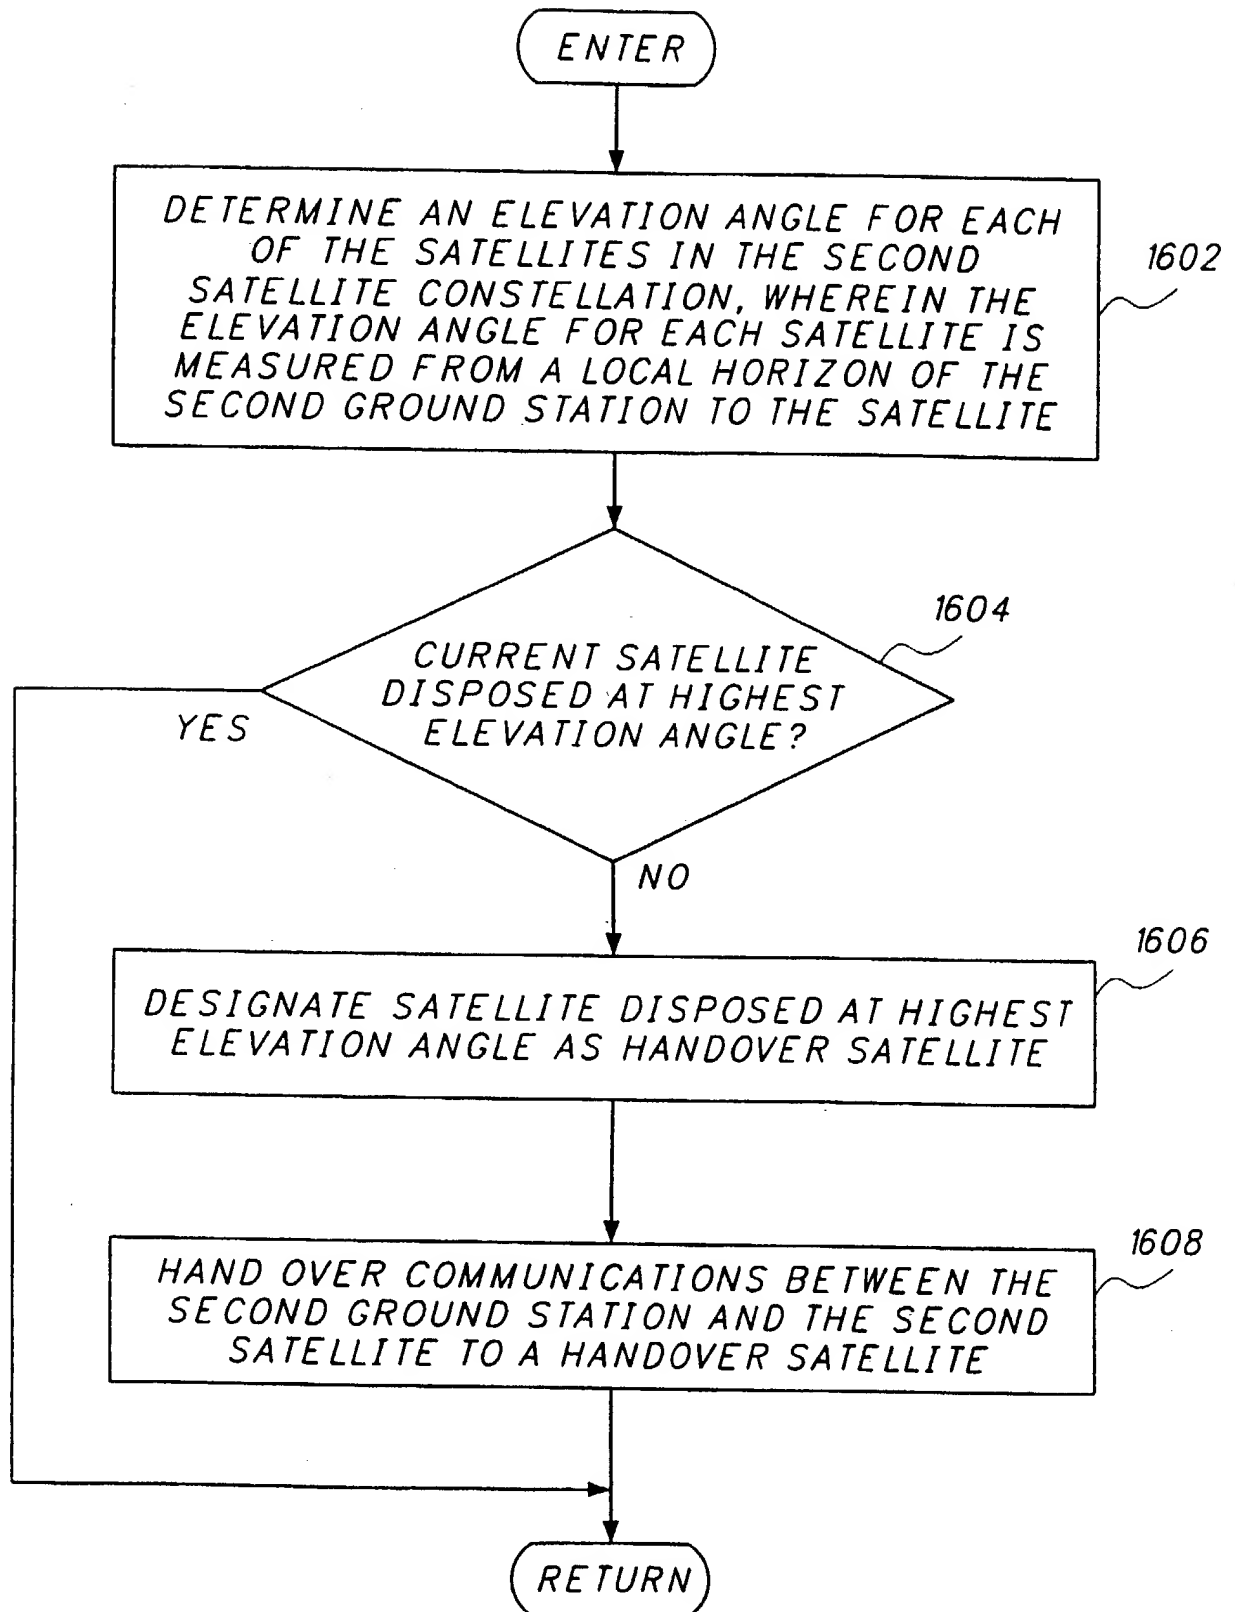 ENTER
DETERMINE AN ELEVATION ANGLE FOR EACH
OF THE SATELLITES IN THE SECOND
SATELLITE CONSTELLATION, WHEREIN THE
ELEVATION ANGLE FOR EACH SATELLITE IS
MEASURED FROM A LOCAL HORIZON OF THE
SECOND GROUND STATION TO THE SATELLITE
1602
1604
CURRENT SATELLITE
DISPOSED AT HIGHEST
ELEVATION ANGLE?
YES
NO
1606
DESIGNATE SATELLITE DISPOSED AT HIGHEST
ELEVATION ANGLE AS HANDOVER SATELLITE
1608
HAND OVER COMMUNICATIONS BETWEEN THE
SECOND GROUND STATION AND THE SECOND
SATELLITE TO A HANDOVER SATELLITE
RETURN